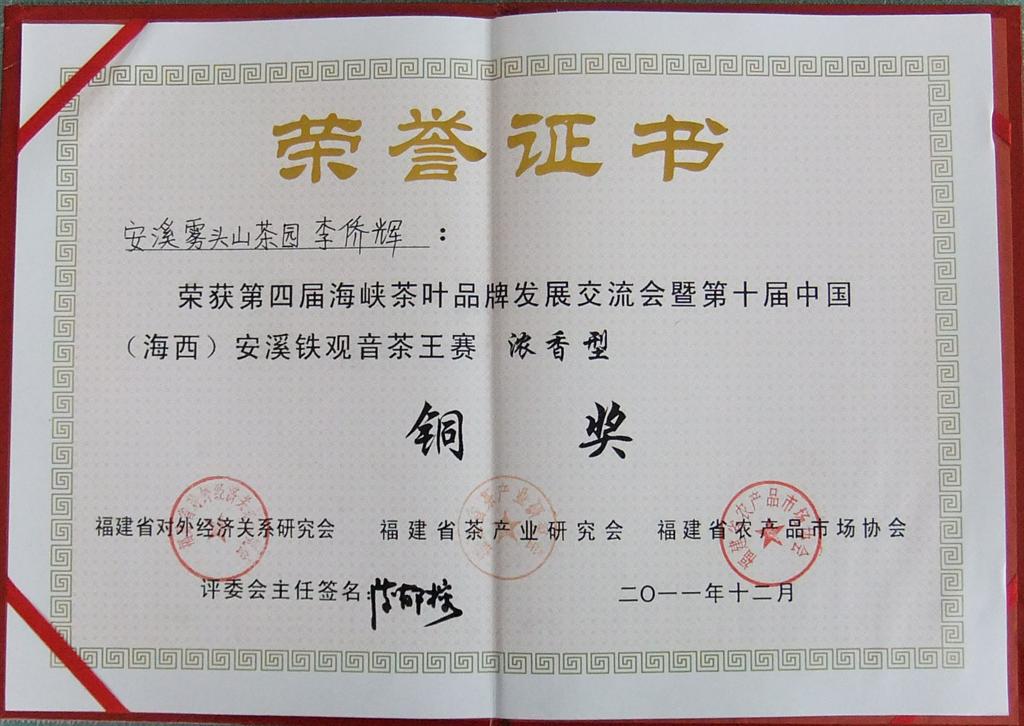 荣誉证书
安溪雾头山茶园 李侨辉：
荣获第四届海峡茶叶品牌发展交流会暨第十届中国
（海西）安溪铁观音茶王赛 浓香型
铜 奖
福建省对外经济关系研究会 福建省茶产业研究会 福建省农产品市场协会
评委会主任签名： 二〇一一年十二月